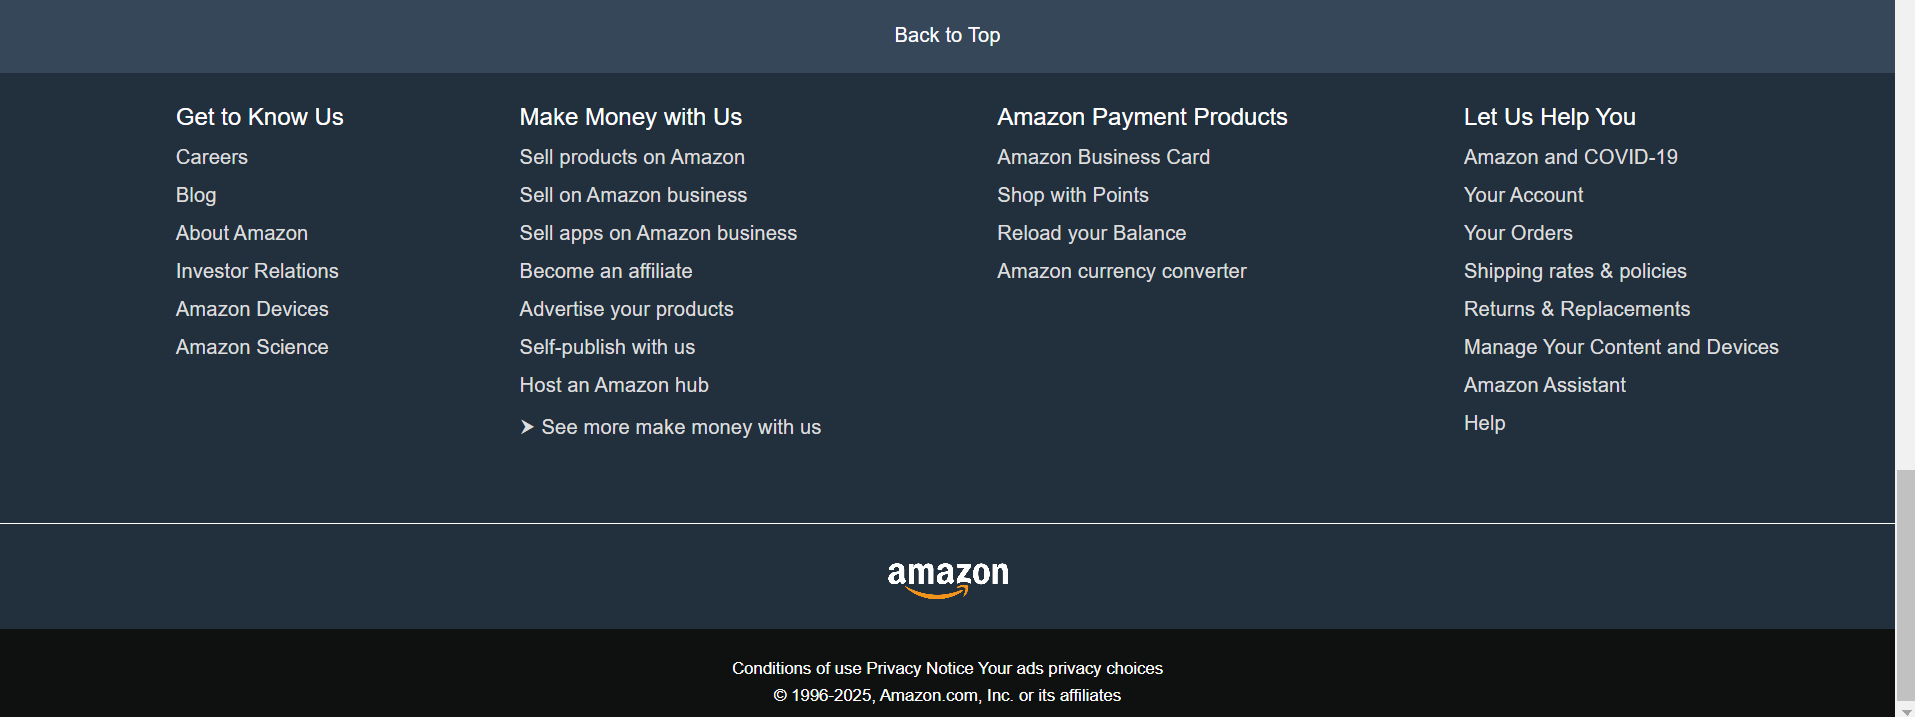 Back to Top
Get to Know Us
Careers
Blog
About Amazon
Investor Relations
Amazon Devices
Amazon Science
Make Money with Us
Sell products on Amazon
Sell on Amazon business
Sell apps on Amazon business
Become an affiliate
Advertise your products
Self-publish with us
Host an Amazon hub
➤ See more make money with us
Amazon Payment Products
Amazon Business Card
Shop with Points
Reload your Balance
Amazon currency converter
Let Us Help You
Amazon and COVID-19
Your Account
Your Orders
Shipping rates & policies
Returns & Replacements
Manage Your Content and Devices
Amazon Assistant
Help
amazon
Conditions of use Privacy Notice Your ads privacy choices
© 1996-2025, Amazon.com, Inc. or its affiliates